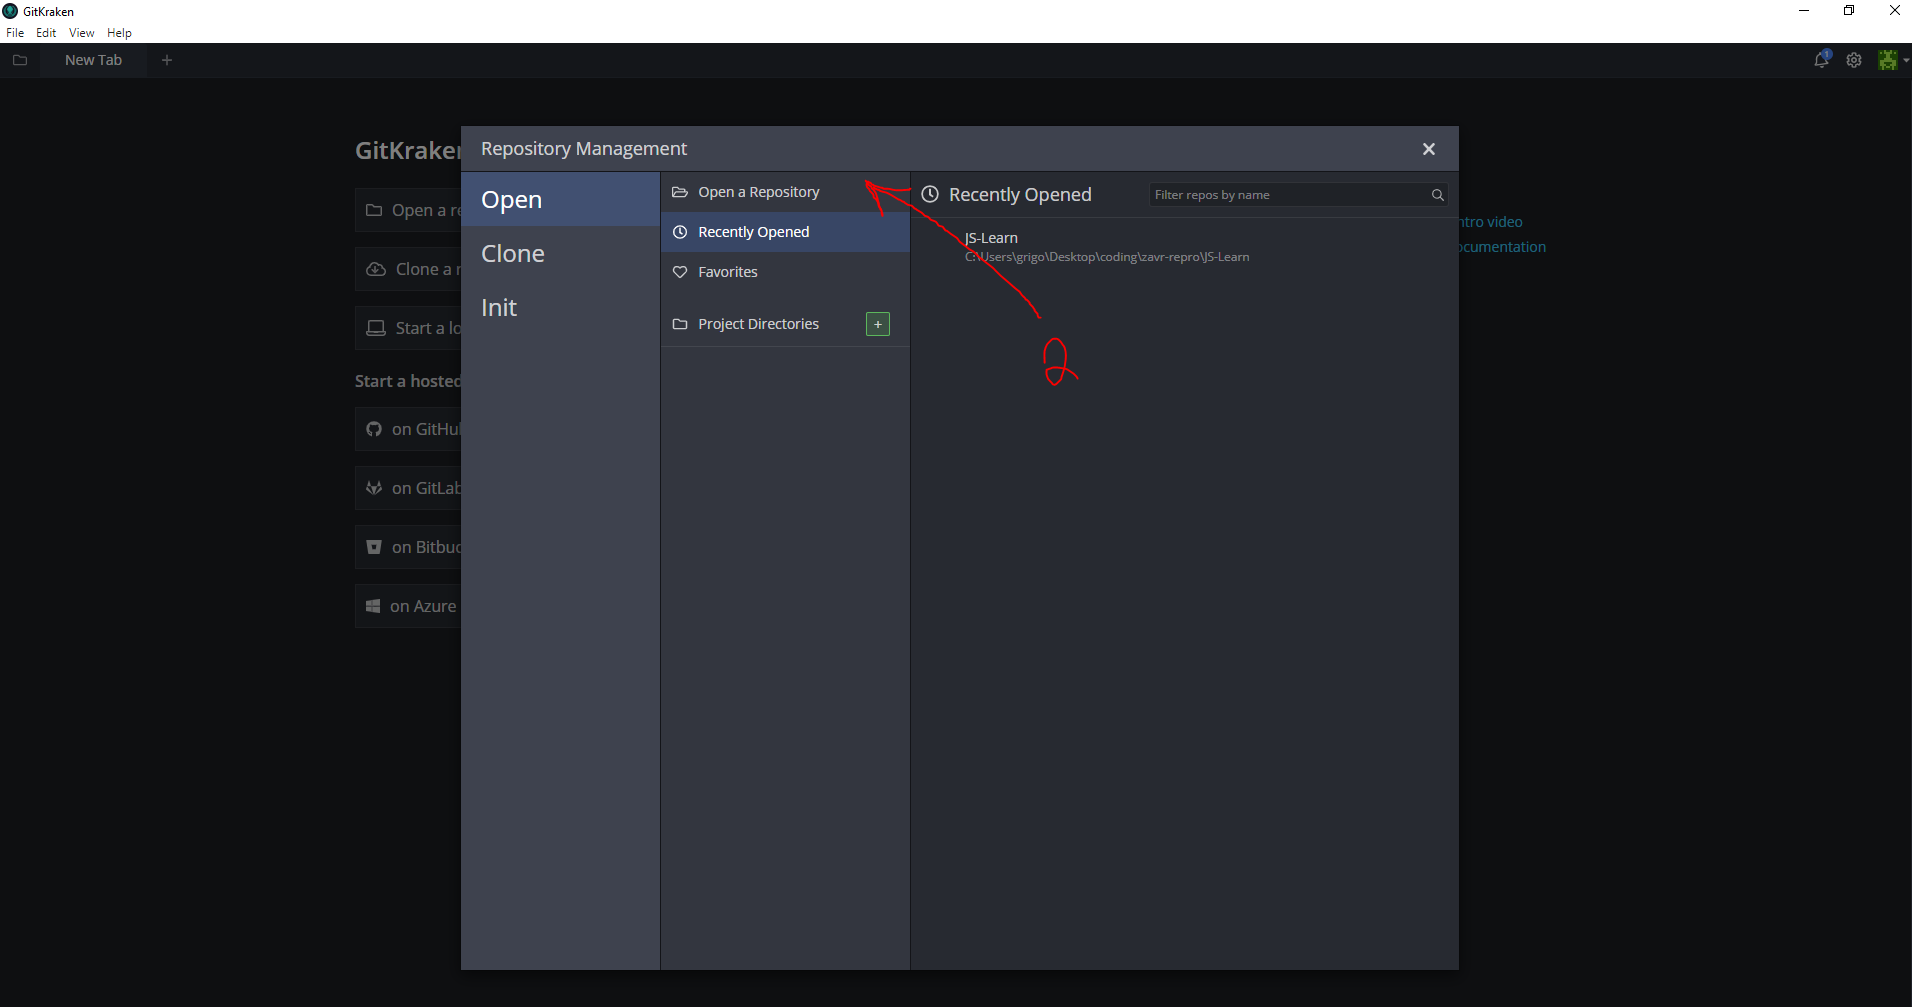 GitKraken
File Edit View Help
New Tab
1
GitKraken
Open a re
Clone a r
Start a lo
Start a hosted
on GitHub
on GitLab
on Bitbuc
on Azure
Repository Management
Open
Clone
Init
Open a Repository
Recently Opened
Favorites
Project Directories
Recently Opened
Filter repos by name
JS-Learn
C:\Users\grigo\Desktop\coding\zavr-repro\JS-Learn
2
ntro video
ocumentation